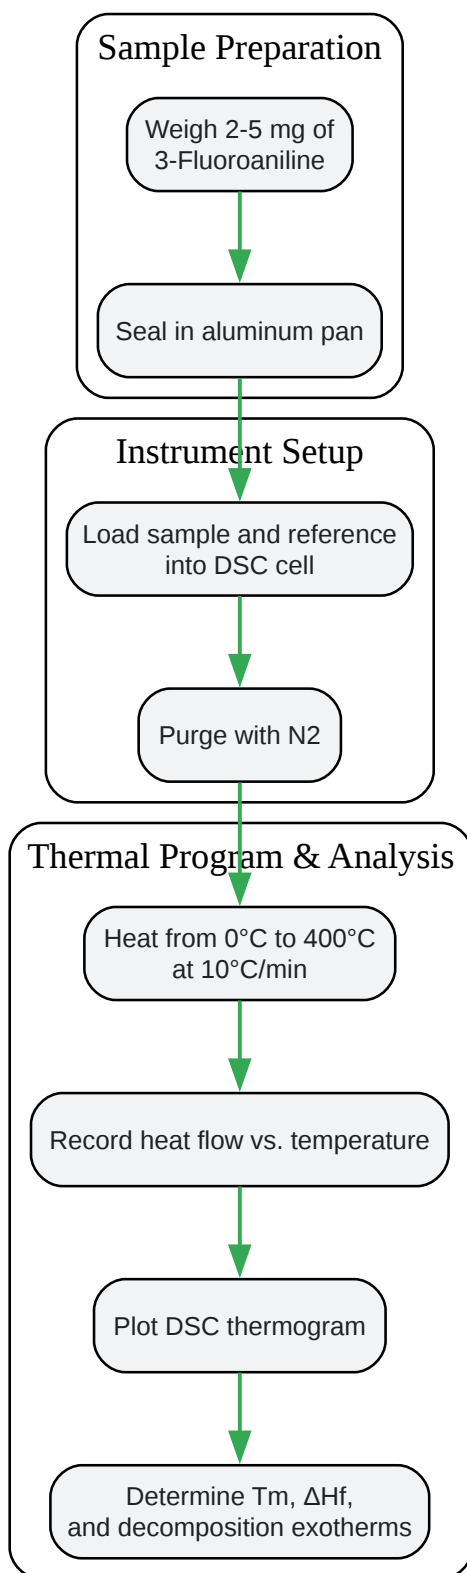 Sample Preparation
Weigh 2-5 mg of
3-Fluoroaniline
Seal in aluminum pan
Instrument Setup
Load sample and reference
into DSC cell
Purge with N2
Thermal Program & Analysis
Heat from 0°C to 400°C
at 10°C/min
Record heat flow vs. temperature
Plot DSC thermogram
Determine Tm, ΔHf,
and decomposition exotherms